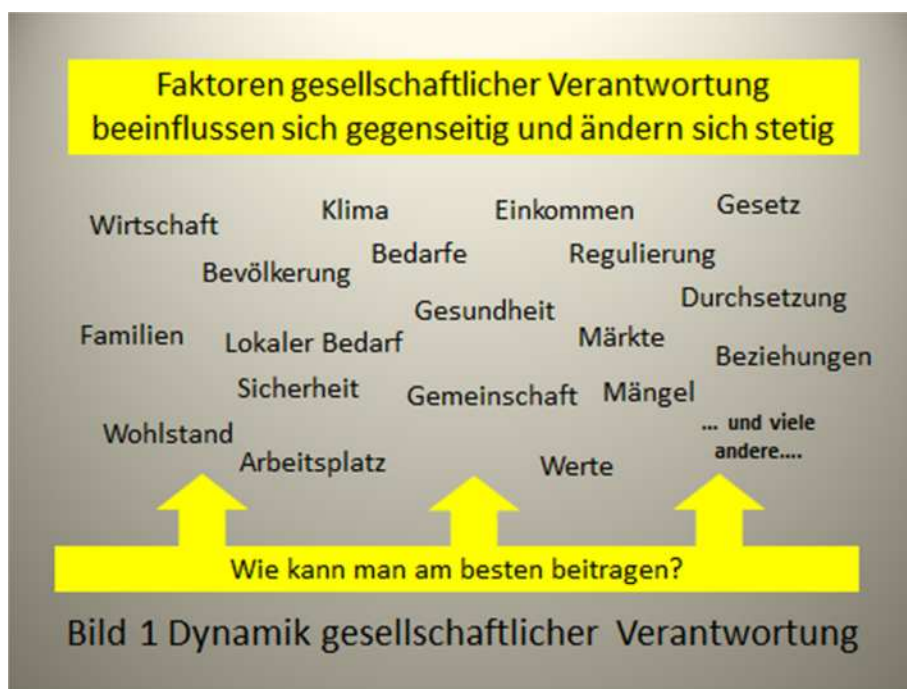 Faktoren gesellschaftlicher Verantwortung
beeinflussen sich gegenseitig und ändern sich stetig
Wirtschaft
Klima
Einkommen
Gesetz
Bevölkerung
Bedarfe
Regulierung
Gesundheit
Durchsetzung
Familien
Lokaler Bedarf
Märkte
Beziehungen
Sicherheit
Gemeinschaft
Mängel
Wohlstand
... und viele
andere....
Arbeitsplatz
Werte
Wie kann man am besten beitragen?
Bild 1 Dynamik gesellschaftlicher Verantwortung